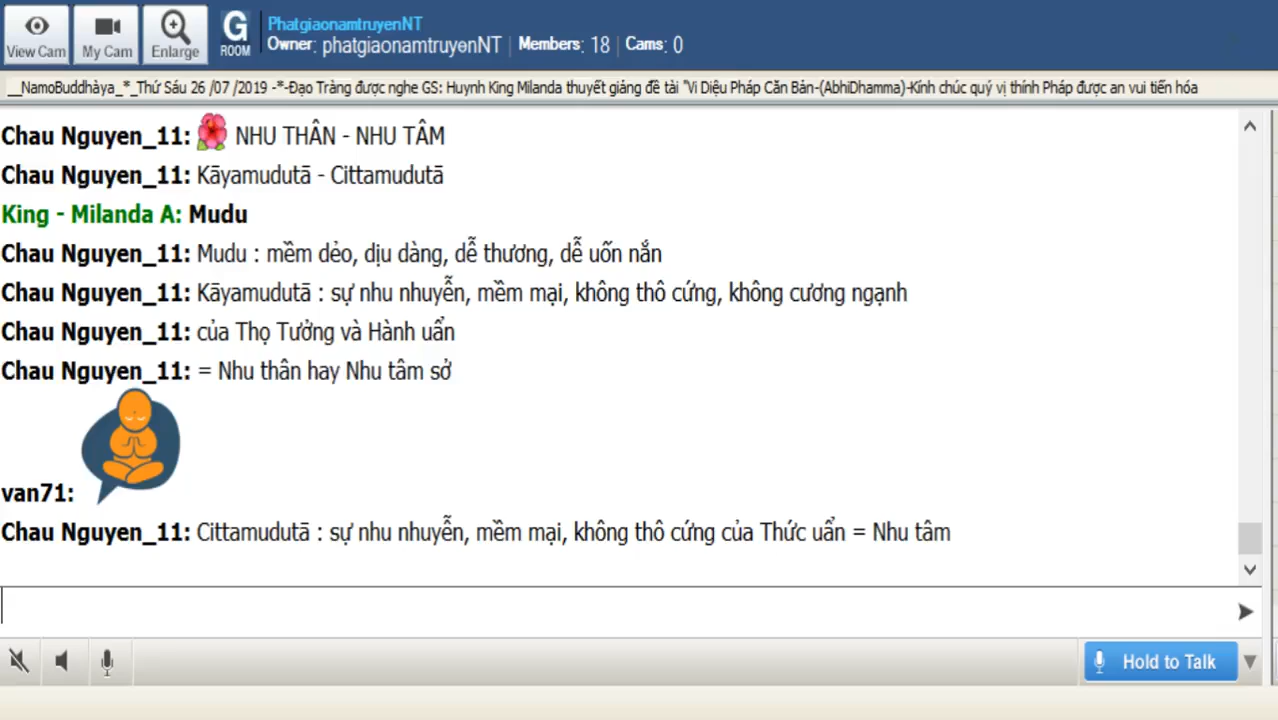 View Cam
My Cam
Enlarge
G
ROOM
PhatgiaonamtruyenNT
Owner: phatgiaonamtruyenNT | Members: 18 | Cams: 0
__NamoBuddhàya_*_Thứ Sáu 26 /07 /2019 -*-Đạo Tràng được nghe GS: Huynh King Milanda thuyết giảng đề tài "Vi Diệu Pháp Căn Bản-(AbhiDhamma)-Kính chúc quý vị thính Pháp được an vui tiến hóa
Chau Nguyen_11: NHU THÂN - NHU TÂM
Chau Nguyen_11: Kāyamudutā - Cittamudutā
King - Milanda A: Mudu
Chau Nguyen_11: Mudu : mềm dẻo, dịu dàng, dễ thương, dễ uốn nắn
Chau Nguyen_11: Kāyamudutā : sự nhu nhuyễn, mềm mại, không thô cứng, không cương ngạnh
Chau Nguyen_11: của Thọ Tưởng và Hành uẩn
Chau Nguyen_11: = Nhu thân hay Nhu tâm sở
van71:
Chau Nguyen_11: Cittamudutā : sự nhu nhuyễn, mềm mại, không thô cứng của Thức uẩn = Nhu tâm
Hold to Talk